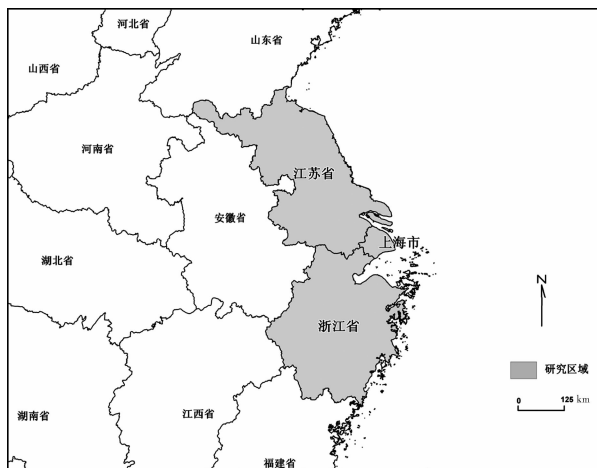 河北省
山东省
山西省
河南省
江苏省
安徽省
上海市
湖北省
N
浙江省
研究区域
湖南省
江西省
0 125 km
福建省